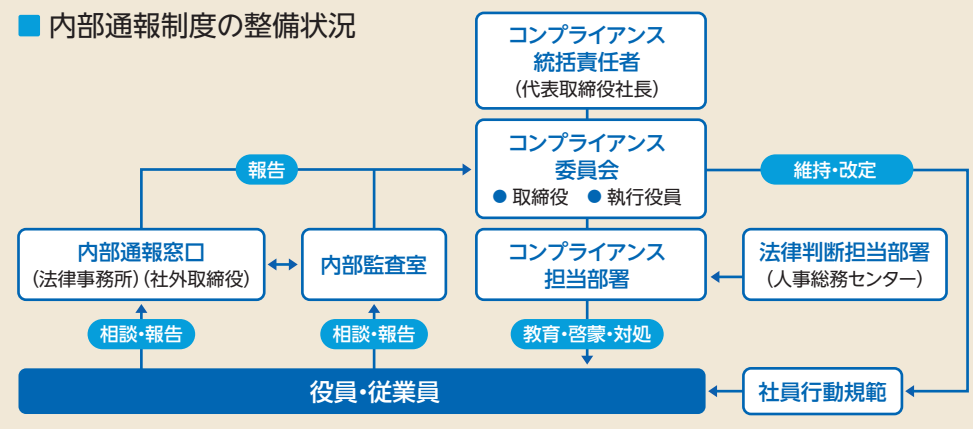 ■ 内部通報制度の整備状況
コンプライアンス
統括責任者
（代表取締役社長）
コンプライアンス
委員会
● 取締役 ● 執行役員
報告
維持・改定
内部通報窓口
（法律事務所）（社外取締役）
内部監査室
コンプライアンス
担当部署
法律判断担当部署
（人事総務センター）
相談・報告
相談・報告
教育・啓蒙・対処
役員・従業員
社員行動規範